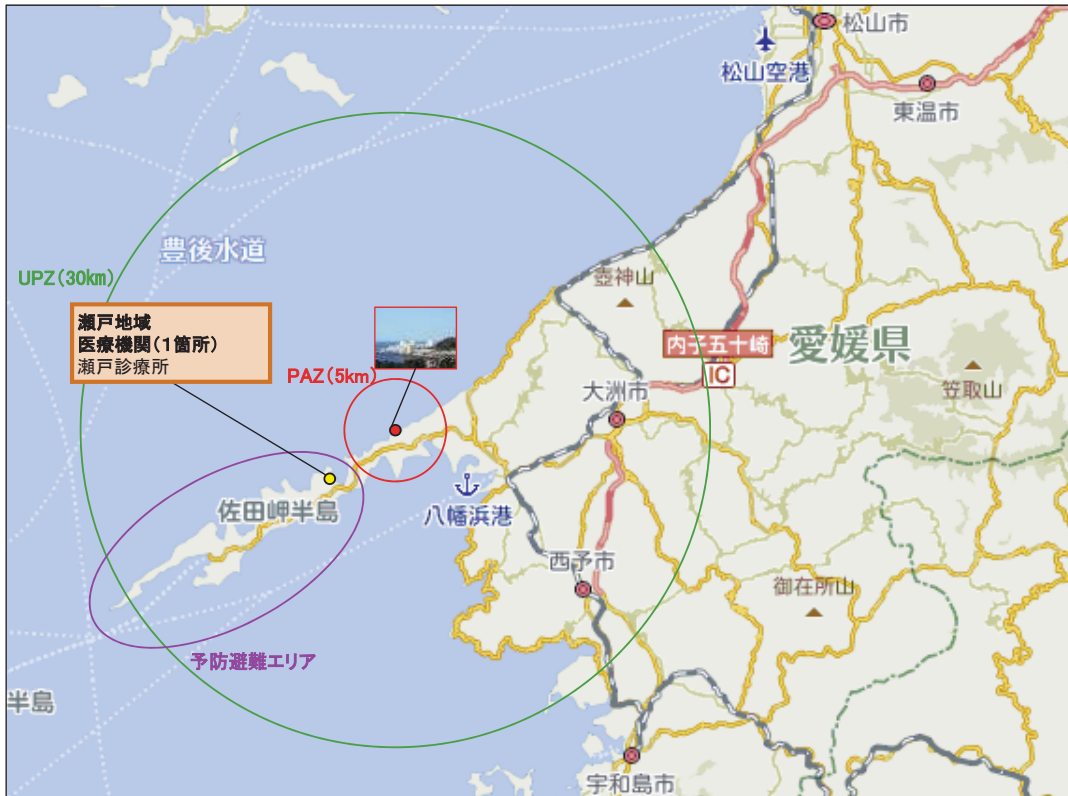 松山市
松山空港
東温市
豊後水道
UPZ(30km)
壺神山
瀬戸地域
医療機関(1箇所)
瀬戸診療所
内子五十崎
IC
愛媛県
PAZ(5km)
大洲市
笠取山
佐田岬半島
八幡浜港
西予市
御在所山
予防避難エリア
半島
宇和島市